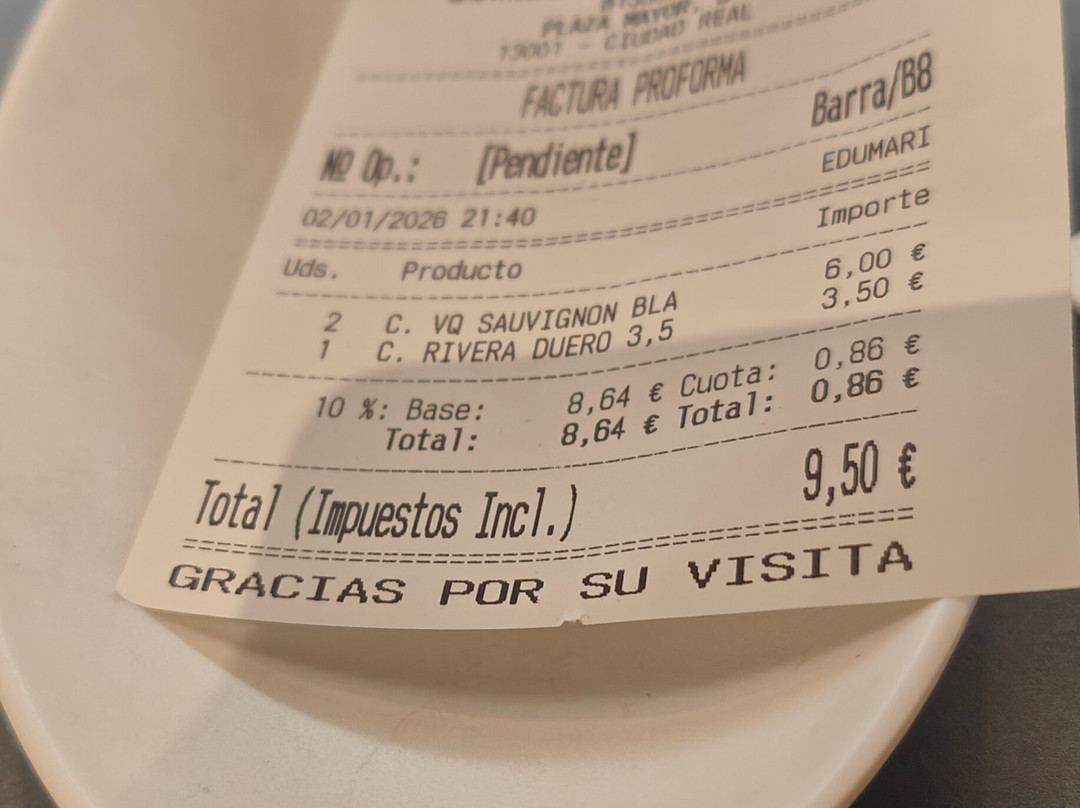 PLAZA MAYOR,
13001 - CIUDAD REAL
FACTURA PROFORMA
Nº Op.: [Pendiente] Barra/B8
02/01/2026 21:40 EDUMARI
Uds. Producto Importe
2 C. VQ SAUVIGNON BLA 6,00 €
1 C. RIVERA DUERO 3,5 3,50 €
10 %: Base: 8,64 € Cuota: 0,86 €
Total: 8,64 € Total: 0,86 €
Total (Impuestos Incl.) 9,50 €
GRACIAS POR SU VISITA